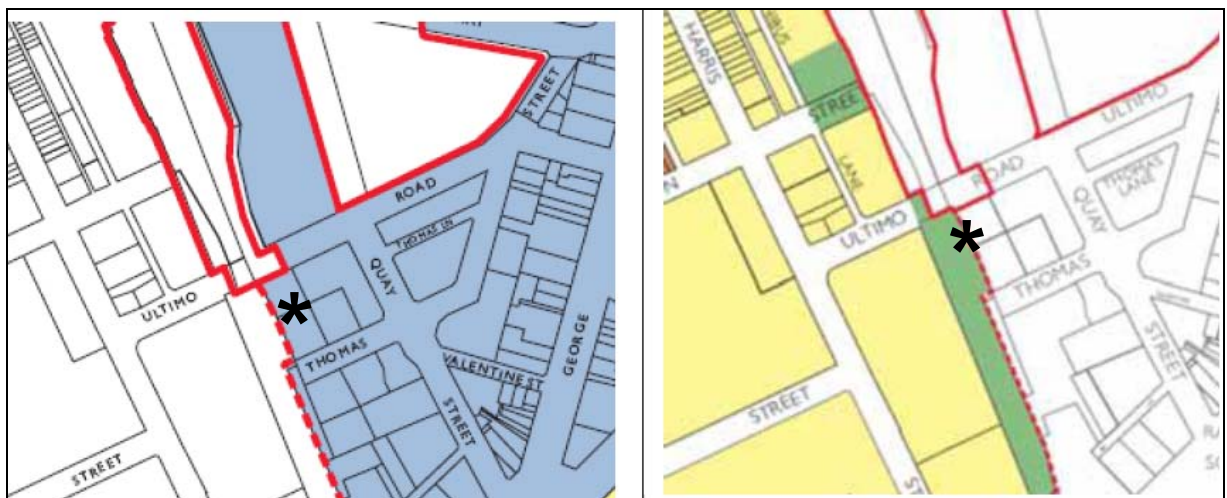 STREET
ROAD
THOMAS LN
QUAY
ULTIMO
*
THOMAS
VALENTINE ST
GEORGE
STREET
STREET
HARRIS
STREE
ULTIMO
LANE
ROAD
THOMAS
LANE
QUAY
ULTIMO
*
THOMAS
STREET
STREET